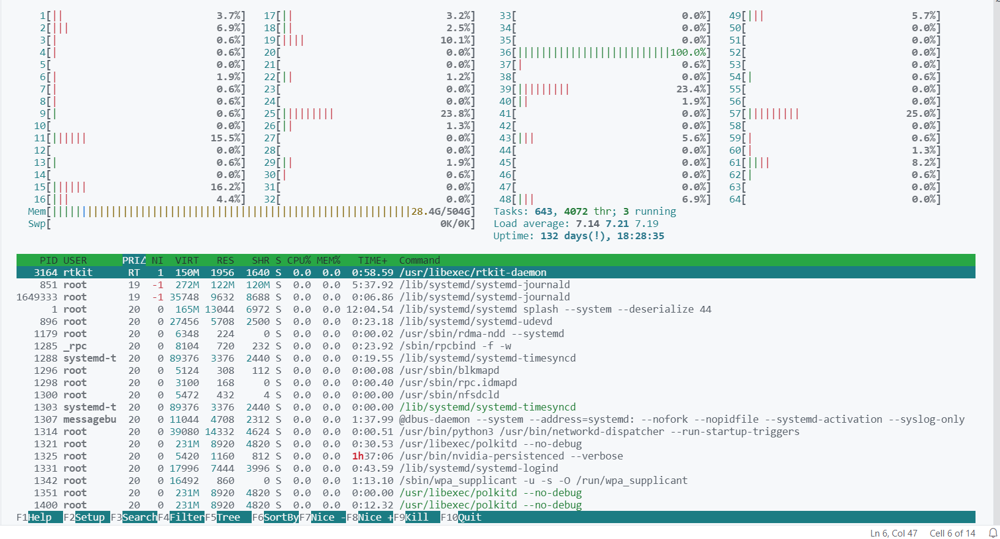 1[|| 3.7%] 17[|| 3.2%] 33[ 0.0%] 49[||| 5.7%]
2[||| 6.9%] 18[|| 2.5%] 34[ 0.0%] 50[ 0.0%]
3[| 0.6%] 19[|||| 10.1%] 35[ 0.0%] 51[ 0.0%]
4[| 0.6%] 20[ 0.0%] 36[||||||||||||||||||||||||||100.0%] 52[ 0.0%]
5[ 0.0%] 21[ 0.0%] 37[| 0.6%] 53[ 0.0%]
6[| 1.9%] 22[|| 1.2%] 38[ 0.0%] 54[| 0.6%]
7[| 0.6%] 23[ 0.0%] 39[||||||||| 23.4%] 55[ 0.0%]
8[| 0.6%] 24[ 0.0%] 40[|| 1.9%] 56[ 0.0%]
9[| 0.6%] 25[||||||||| 23.8%] 41[ 0.0%] 57[||||||||| 25.0%]
10[ 0.0%] 26[|| 1.3%] 42[ 0.0%] 58[ 0.0%]
11[|||||| 15.5%] 27[ 0.0%] 43[||| 5.6%] 59[| 0.6%]
12[ 0.0%] 28[ 0.0%] 44[ 0.0%] 60[| 1.3%]
13[| 0.6%] 29[|| 1.9%] 45[ 0.0%] 61[|||| 8.2%]
14[ 0.0%] 30[| 0.6%] 46[ 0.0%] 62[| 0.6%]
15[|||||| 16.2%] 31[ 0.0%] 47[ 0.0%] 63[ 0.0%]
16[||| 4.4%] 32[ 0.0%] 48[||| 6.9%] 64[ 0.0%]
Mem[|||||||||||||||||||||||||||||||||||||||||||||||||||||||||||||28.4G/504G] Tasks: 643, 4072 thr; 3 running
Swp[ 0K/0K] Load average: 7.14 7.21 7.19
Uptime: 132 days(!), 18:28:35
PID USER PRI△ NI VIRT RES SHR S CPU% MEM% TIME+ Command
3164 rtkit RT 1 150M 1956 1640 S 0.0 0.0 0:58.59 /usr/libexec/rtkit-daemon
851 root 19 -1 272M 122M 120M S 0.0 0.0 5:37.92 /lib/systemd/systemd-journald
1649333 root 19 -1 35748 9632 8688 S 0.0 0.0 0:06.86 /lib/systemd/systemd-journald
1 root 20 0 165M 13044 6972 S 0.0 0.0 12:04.54 /lib/systemd/systemd splash --system --deserialize 44
896 root 20 0 27456 5708 2500 S 0.0 0.0 0:23.18 /lib/systemd/systemd-udevd
1179 root 20 0 6348 224 0 S 0.0 0.0 0:00.02 /usr/sbin/rdma-ndd --systemd
1285 _rpc 20 0 8104 720 232 S 0.0 0.0 0:23.92 /sbin/rpcbind -f -w
1288 systemd-t 20 0 89376 3376 2440 S 0.0 0.0 0:19.55 /lib/systemd/systemd-timesyncd
1296 root 20 0 5124 308 112 S 0.0 0.0 0:00.08 /usr/sbin/blkmapd
1298 root 20 0 3100 168 0 S 0.0 0.0 0:00.40 /usr/sbin/rpc.idmapd
1300 root 20 0 5472 432 4 S 0.0 0.0 0:00.00 /usr/sbin/nfsdcld
1303 systemd-t 20 0 89376 3376 2440 S 0.0 0.0 0:00.00 /lib/systemd/systemd-timesyncd
1307 messagebu 20 0 11044 4708 2312 S 0.0 0.0 1:37.99 @dbus-daemon --system --address=systemd: --nofork --nopidfile --systemd-activation --syslog-only
1314 root 20 0 39080 14332 4624 S 0.0 0.0 0:00.51 /usr/bin/python3 /usr/bin/networkd-dispatcher --run-startup-triggers
1321 root 20 0 231M 8920 4820 S 0.0 0.0 0:30.53 /usr/libexec/polkitd --no-debug
1325 root 20 0 5420 1160 812 S 0.0 0.0 1h37:06 /usr/bin/nvidia-persistenced --verbose
1331 root 20 0 17996 7444 3996 S 0.0 0.0 0:43.59 /lib/systemd/systemd-logind
1342 root 20 0 16492 860 0 S 0.0 0.0 1:13.10 /sbin/wpa_supplicant -u -s -O /run/wpa_supplicant
1351 root 20 0 231M 8920 4820 S 0.0 0.0 0:00.00 /usr/libexec/polkitd --no-debug
1400 root 20 0 231M 8920 4820 S 0.0 0.0 0:12.32 /usr/libexec/polkitd --no-debug
F1Help F2Setup F3SearchF4FilterF5Tree F6SortByF7Nice -F8Nice +F9Kill F10Quit
Ln 6, Col 47 Cell 6 of 14